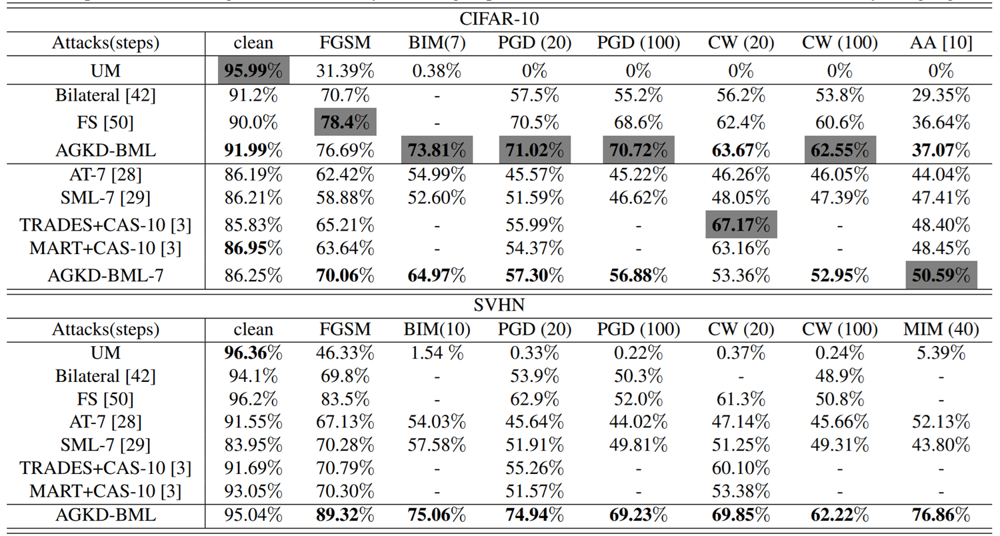 CIFAR-10
Attacks(steps) clean FGSM BIM(7) PGD (20) PGD (100) CW (20) CW (100) AA [10]
UM 95.99% 31.39% 0.38% 0% 0% 0% 0% 0%
Bilateral [42] 91.2% 70.7% - 57.5% 55.2% 56.2% 53.8% 29.35%
FS [50] 90.0% 78.4% - 70.5% 68.6% 62.4% 60.6% 36.64%
AGKD-BML 91.99% 76.69% 73.81% 71.02% 70.72% 63.67% 62.55% 37.07%
AT-7 [28] 86.19% 62.42% 54.99% 45.57% 45.22% 46.26% 46.05% 44.04%
SML-7 [29] 86.21% 58.88% 52.60% 51.59% 46.62% 48.05% 47.39% 47.41%
TRADES+CAS-10 [3] 85.83% 65.21% - 55.99% - 67.17% - 48.40%
MART+CAS-10 [3] 86.95% 63.64% - 54.37% - 63.16% - 48.45%
AGKD-BML-7 86.25% 70.06% 64.97% 57.30% 56.88% 53.36% 52.95% 50.59%
SVHN
Attacks(steps) clean FGSM BIM(10) PGD (20) PGD (100) CW (20) CW (100) MIM (40)
UM 96.36% 46.33% 1.54 % 0.33% 0.22% 0.37% 0.24% 5.39%
Bilateral [42] 94.1% 69.8% - 53.9% 50.3% - 48.9% -
FS [50] 96.2% 83.5% - 62.9% 52.0% 61.3% 50.8% -
AT-7 [28] 91.55% 67.13% 54.03% 45.64% 44.02% 47.14% 45.66% 52.13%
SML-7 [29] 83.95% 70.28% 57.58% 51.91% 49.81% 51.25% 49.31% 43.80%
TRADES+CAS-10 [3] 91.69% 70.79% - 55.26% - 60.10% - -
MART+CAS-10 [3] 93.05% 70.30% - 51.57% - 53.38% - -
AGKD-BML 95.04% 89.32% 75.06% 74.94% 69.23% 69.85% 62.22% 76.86%